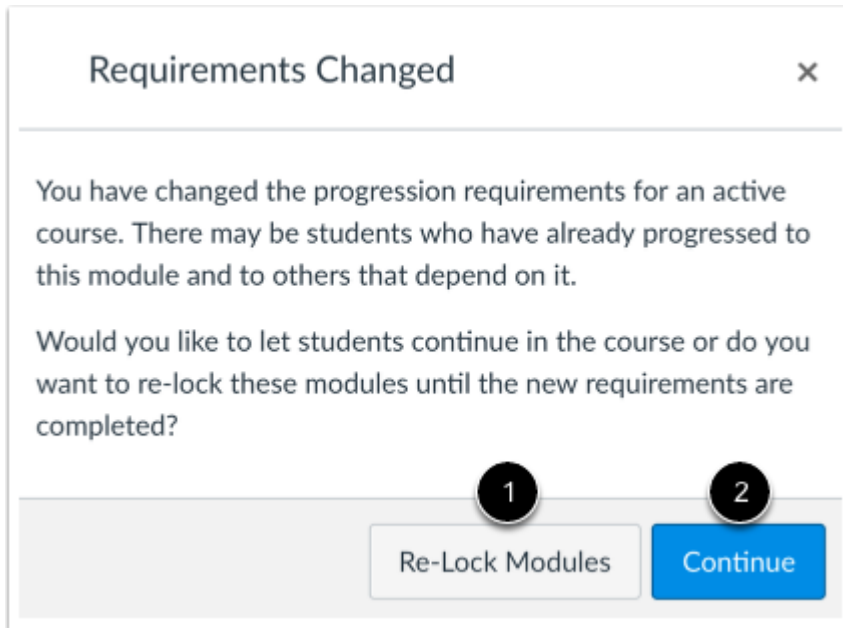 Requirements Changed ×
You have changed the progression requirements for an active
course. There may be students who have already progressed to
this module and to others that depend on it.
Would you like to let students continue in the course or do you
want to re-lock these modules until the new requirements are
completed?
1 2
Re-Lock Modules Continue